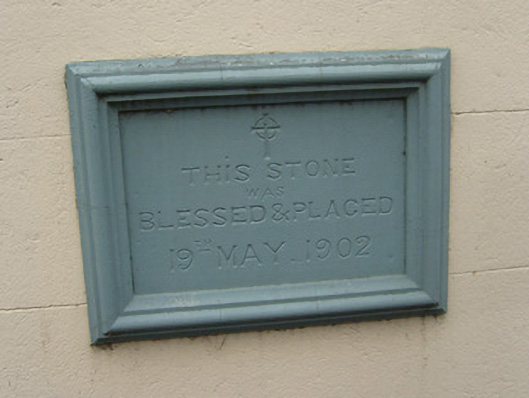 THIS STONE
WAS
BLESSED & PLACED
19TH MAY. 1902